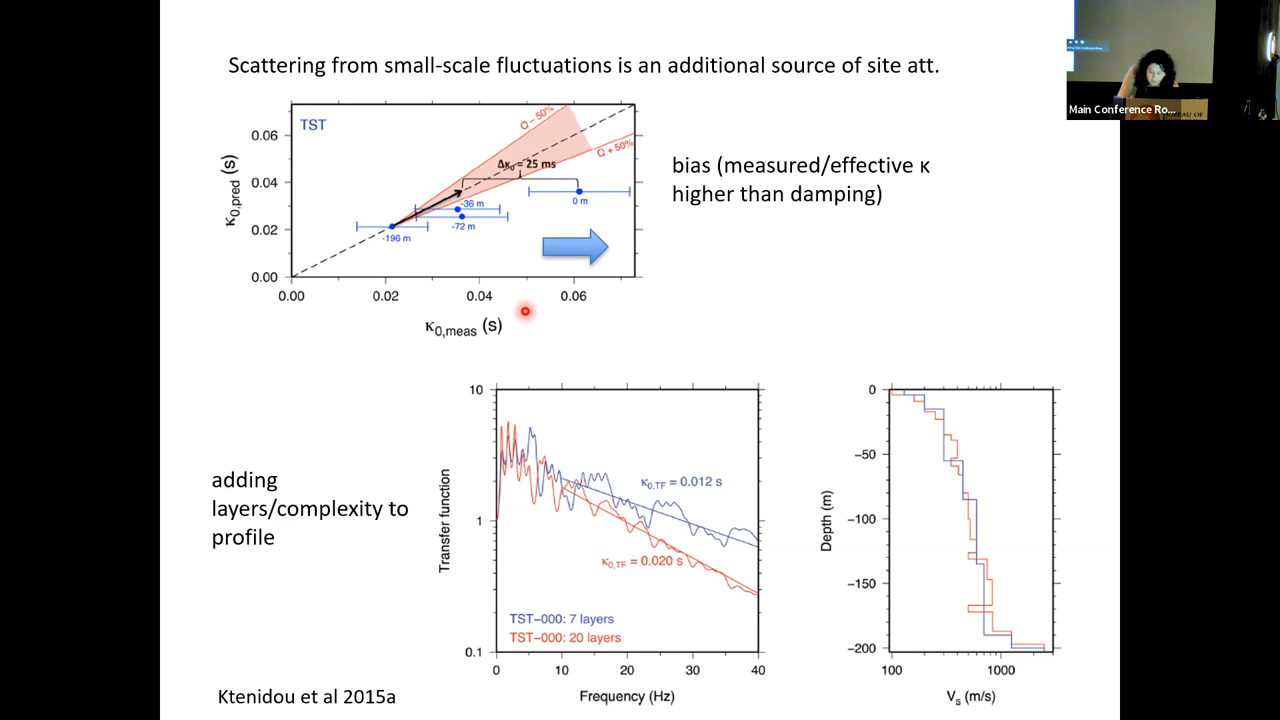 Scattering from small-scale fluctuations is an additional source of site att.
Main Conference Ro...
TST
Q − 50%
Q + 50%
Δκ₀ = 25 ms
-36 m
0 m
-72 m
-196 m
0.06
0.04
0.02
0.00
κ0,pred (s)
0.00 0.02 0.04 0.06
κ0,meas (s)
bias (measured/effective κ
higher than damping)
adding
layers/complexity to
profile
10
1
0.1
Transfer function
κ0,TF = 0.012 s
κ0,TF = 0.020 s
TST−000: 7 layers
TST−000: 20 layers
0 10 20 30 40
Frequency (Hz)
0
−50
−100
−150
−200
Depth (m)
100 1000
Vs (m/s)
Ktenidou et al 2015a